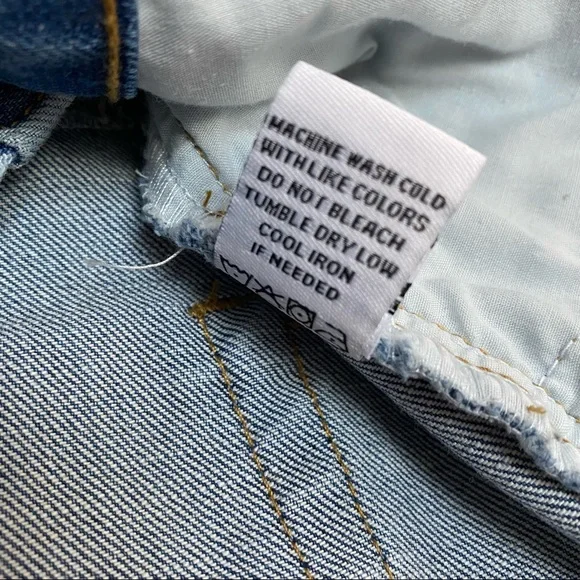 MACHINE WASH COLD
WITH LIKE COLORS
DO NOT BLEACH
TUMBLE DRY LOW
COOL IRON
IF NEEDED